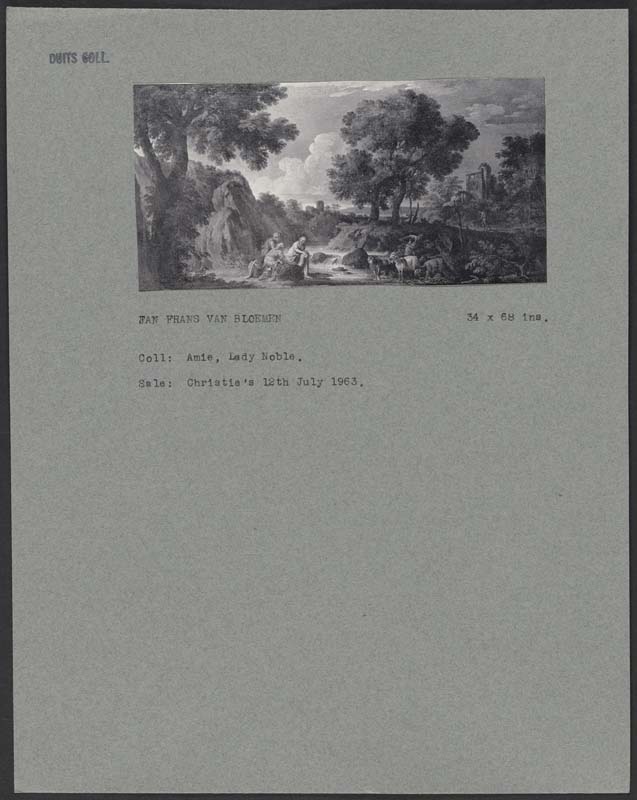 DUITS COLL.
JAN FRANS VAN BLOEMEN 34 x 68 ins.
Coll: Amie, Lady Noble.
Sale: Christie's 12th July 1963.